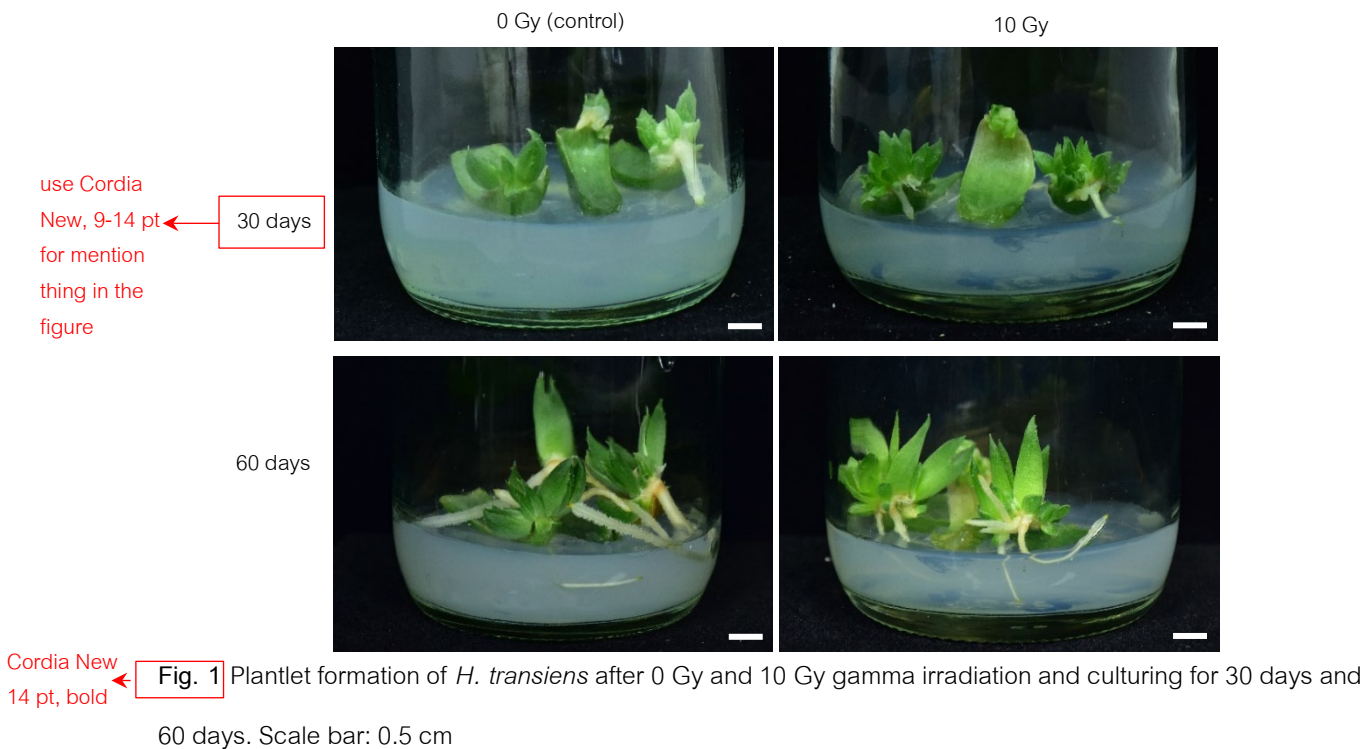 0 Gy (control)
10 Gy
use Cordia
New, 9-14 pt
for mention
thing in the
figure
30 days
60 days
Cordia New
14 pt, bold
Fig. 1 Plantlet formation of H. transiens after 0 Gy and 10 Gy gamma irradiation and culturing for 30 days and
60 days. Scale bar: 0.5 cm